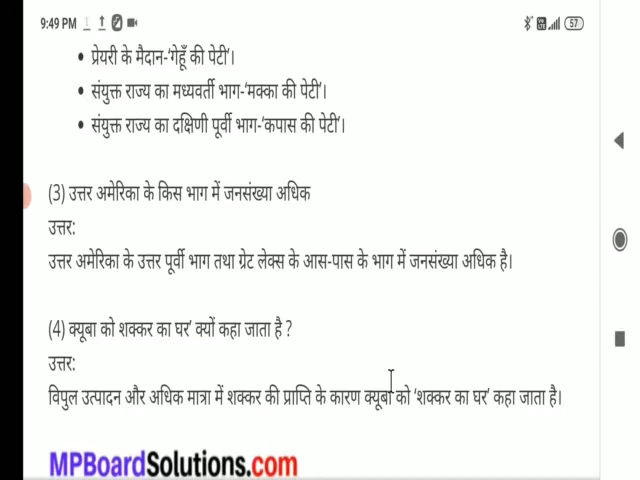 9:49 PM
57
• प्रेयरी के मैदान-‘गेहूँ की पेटी’।
• संयुक्त राज्य का मध्यवर्ती भाग-‘मक्का की पेटी’।
• संयुक्त राज्य का दक्षिणी पूर्वी भाग-‘कपास की पेटी’।
(3) उत्तर अमेरिका के किस भाग में जनसंख्या अधिक
उत्तर:
उत्तर अमेरिका के उत्तर पूर्वी भाग तथा ग्रेट लेक्स के आस-पास के भाग में जनसंख्या अधिक है।
(4) क्यूबा को शक्कर का घर’ क्यों कहा जाता है ?
उत्तर:
विपुल उत्पादन और अधिक मात्रा में शक्कर की प्राप्ति के कारण क्यूबा को ‘शक्कर का घर’ कहा जाता है।
MPBoardSolutions.com